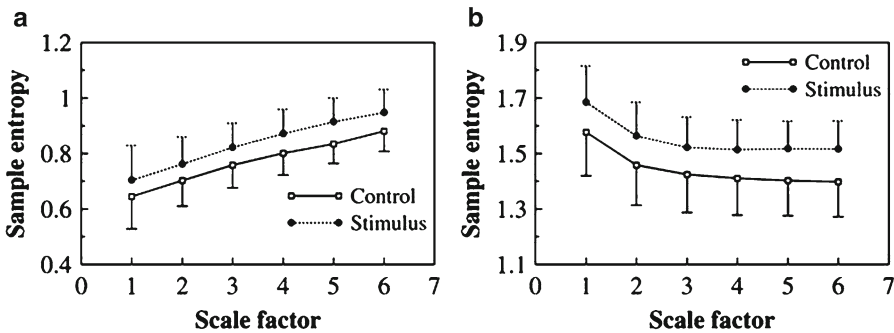 a
1.2
1
0.8
0.6
0.4
Sample entropy
Control
Stimulus
0 1 2 3 4 5 6 7
Scale factor
b
1.9
1.7
1.5
1.3
1.1
Sample entropy
Control
Stimulus
0 1 2 3 4 5 6 7
Scale factor